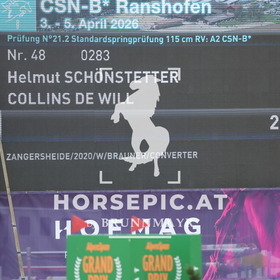 CSN-B* Ranshofen
3. - 5. April 2026
Prüfung N°21.2 Standardspringprüfung 115 cm RV: A2 CSN-B*
Nr. 48 0283
Helmut SCHÖNSTETTER
COLLINS DE WILL
2
ZANGERSHEIDE/2020/W/BRAUNER/CONVERTER
HORSEPIC.AT
HOFMAG
GRAND PRIX
GRAND PRIX